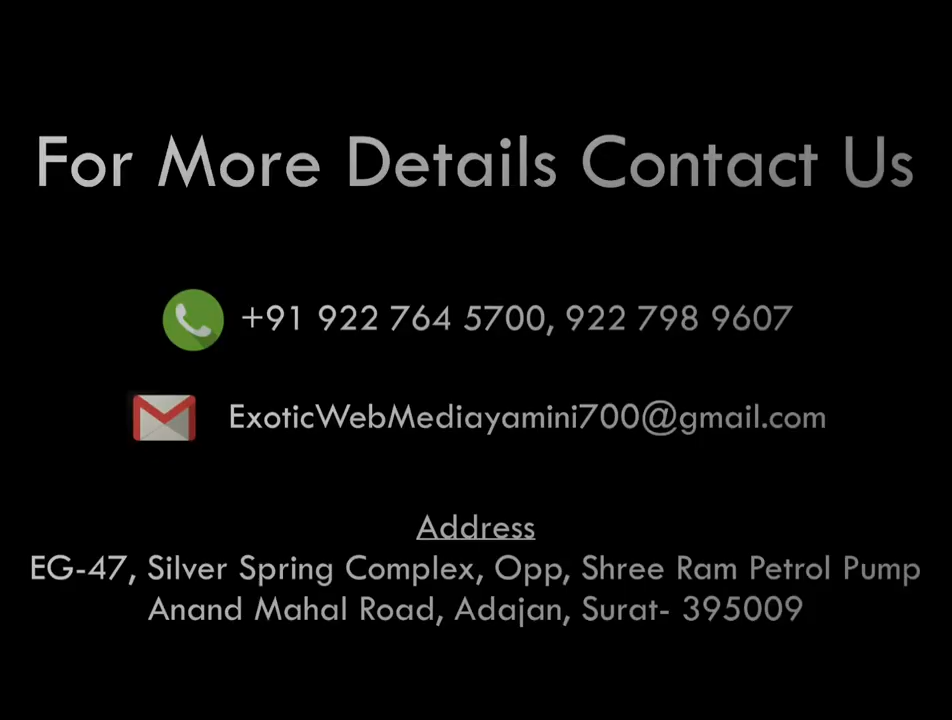 For More Details Contact Us
+91 922 764 5700, 922 798 9607
ExoticWebMediayamini700@gmail.com
Address
EG-47, Silver Spring Complex, Opp, Shree Ram Petrol Pump
Anand Mahal Road, Adajan, Surat- 395009